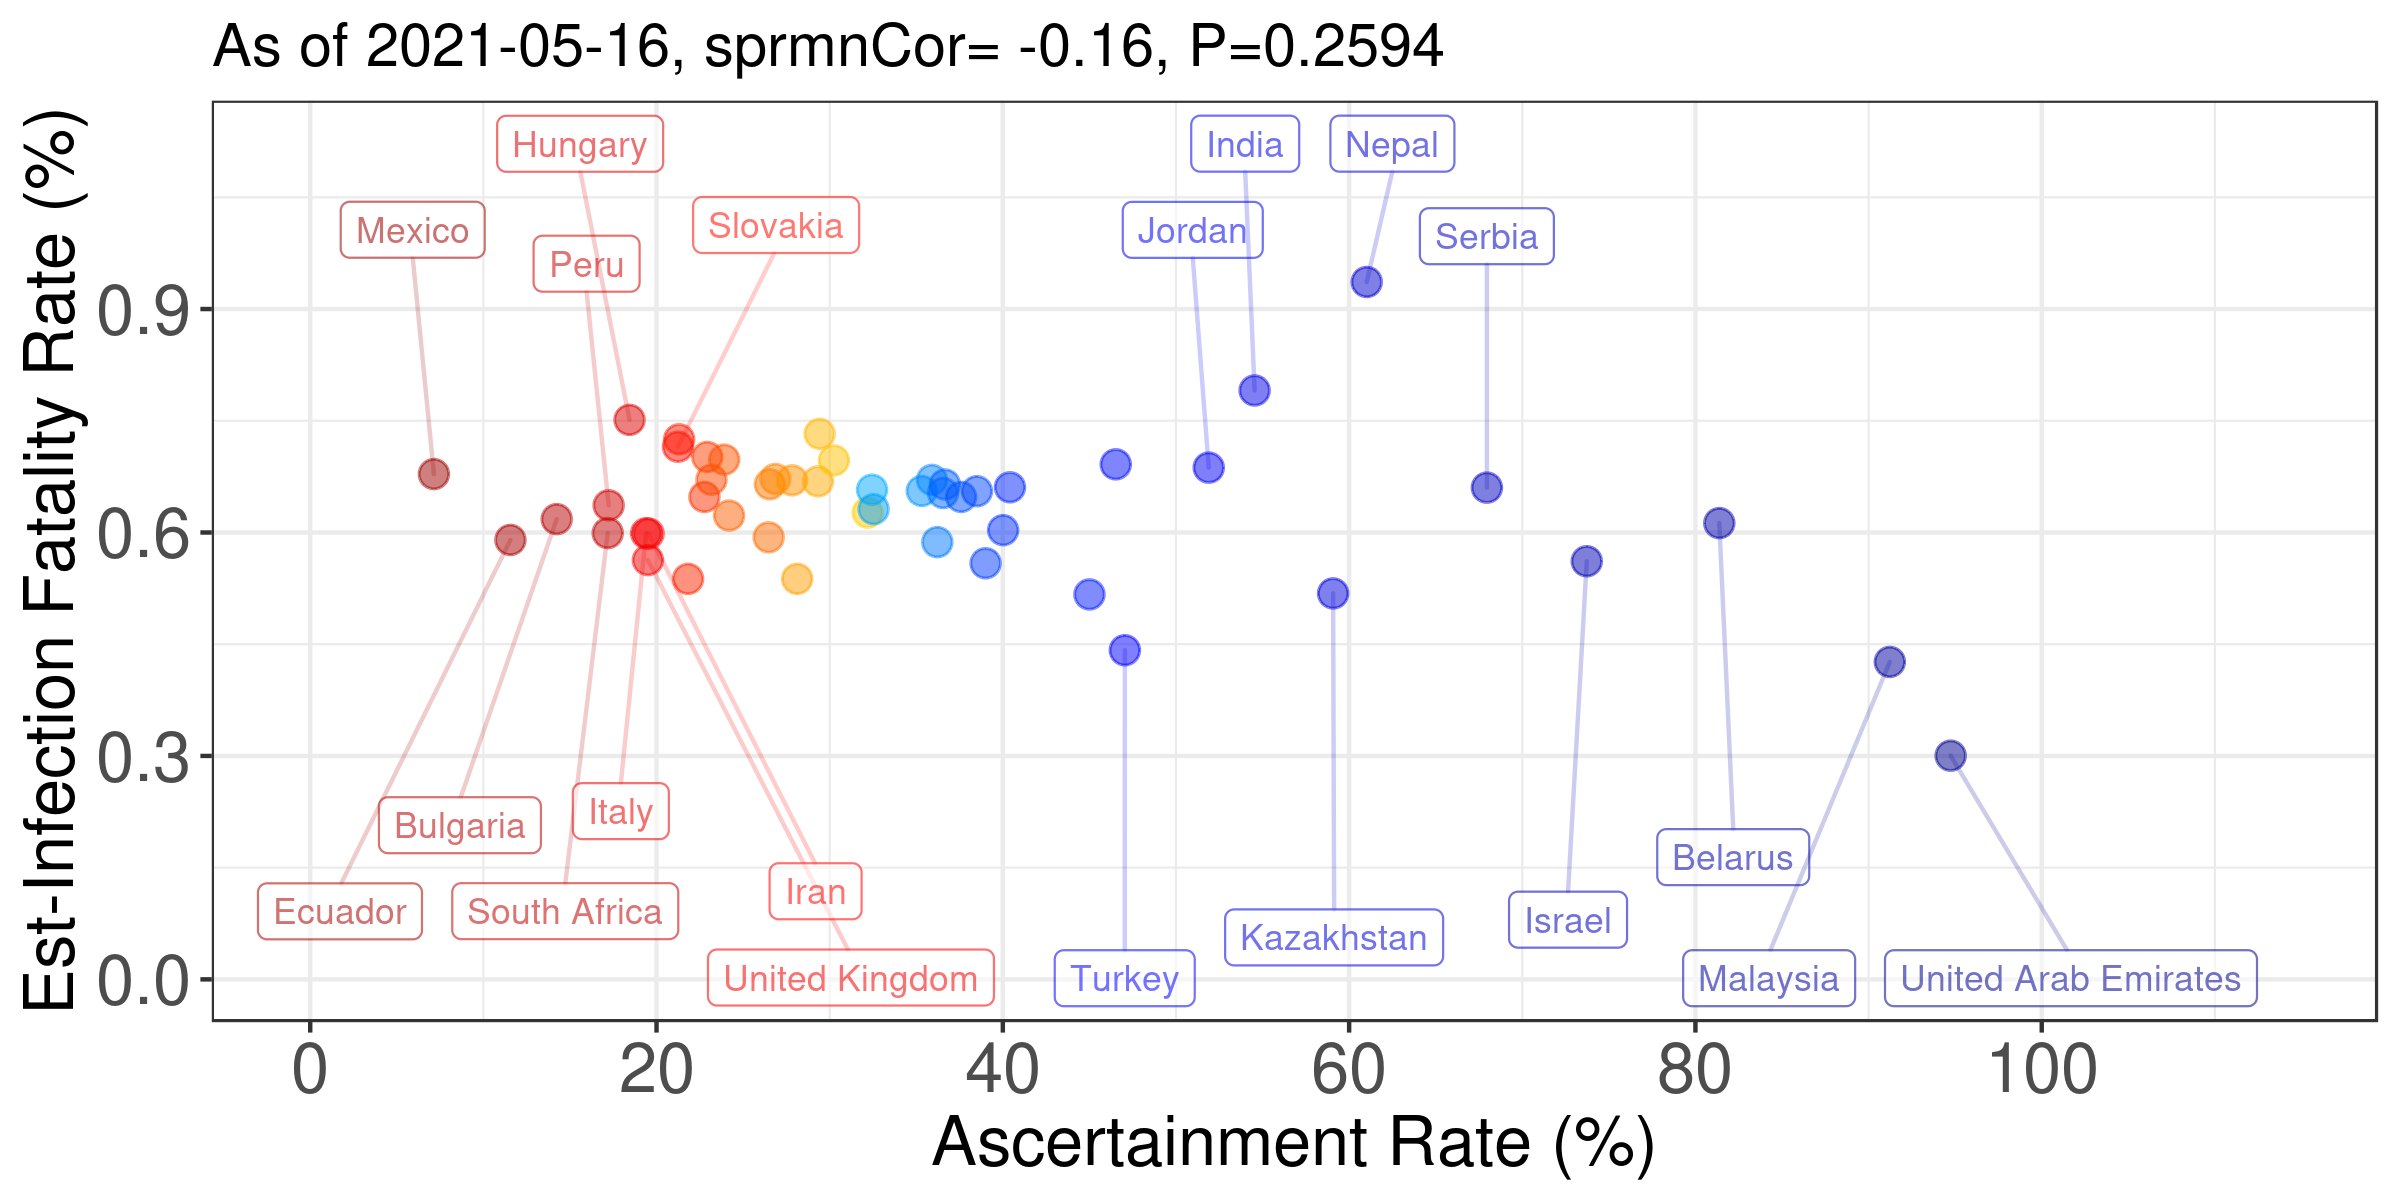 As of 2021-05-16, sprmnCor= -0.16, P=0.2594
Est-Infection Fatality Rate (%)
0.9
0.6
0.3
0.0
Hungary
India
Nepal
Mexico
Slovakia
Jordan
Serbia
Peru
Italy
Bulgaria
Belarus
Iran
Ecuador
South Africa
Israel
Kazakhstan
United Kingdom
Turkey
Malaysia
United Arab Emirates
0
20
40
60
80
100
Ascertainment Rate (%)